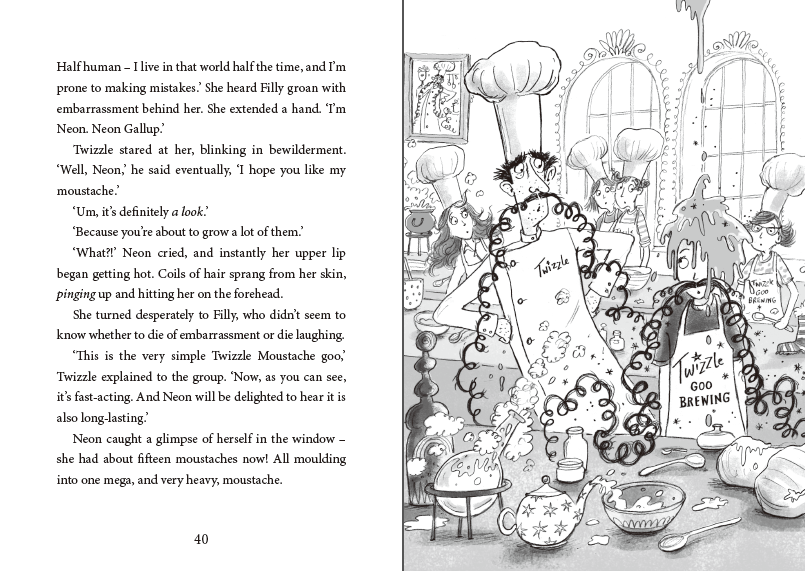 Half human – I live in that world half the time, and I’m
prone to making mistakes.’ She heard Filly groan with
embarrassment behind her. She extended a hand. ‘I’m
Neon. Neon Gallup.’
Twizzle stared at her, blinking in bewilderment.
‘Well, Neon,’ he said eventually, ‘I hope you like my
moustache.’
‘Um, it’s definitely a look.’
‘Because you’re about to grow a lot of them.’
‘What?!’ Neon cried, and instantly her upper lip
began getting hot. Coils of hair sprang from her skin,
pinging up and hitting her on the forehead.
She turned desperately to Filly, who didn’t seem to
know whether to die of embarrassment or die laughing.
‘This is the very simple Twizzle Moustache goo,’
Twizzle explained to the group. ‘Now, as you can see,
it’s fast-acting. And Neon will be delighted to hear it is
also long-lasting.’
Neon caught a glimpse of herself in the window –
she had about fifteen moustaches now! All moulding
into one mega, and very heavy, moustache.
40
Twizzle
Twizzle
GOO
BREWING
Twizzle
GOO
BREWING